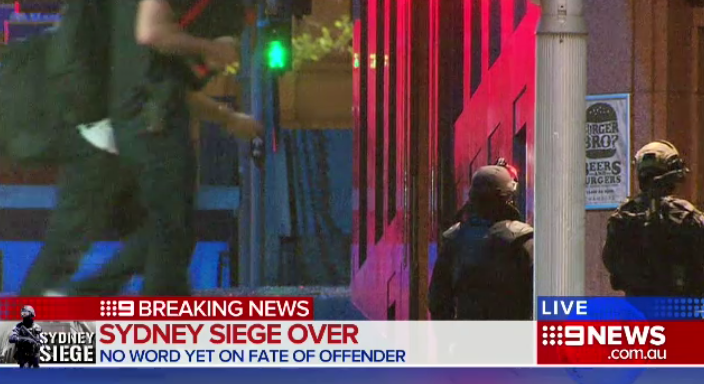 BURGER
BRO?
BEERS
AND
BURGERS
9 BREAKING NEWS
LIVE
SYDNEY
SIEGE
SYDNEY SIEGE OVER
NO WORD YET ON FATE OF OFFENDER
9NEWS
.com.au